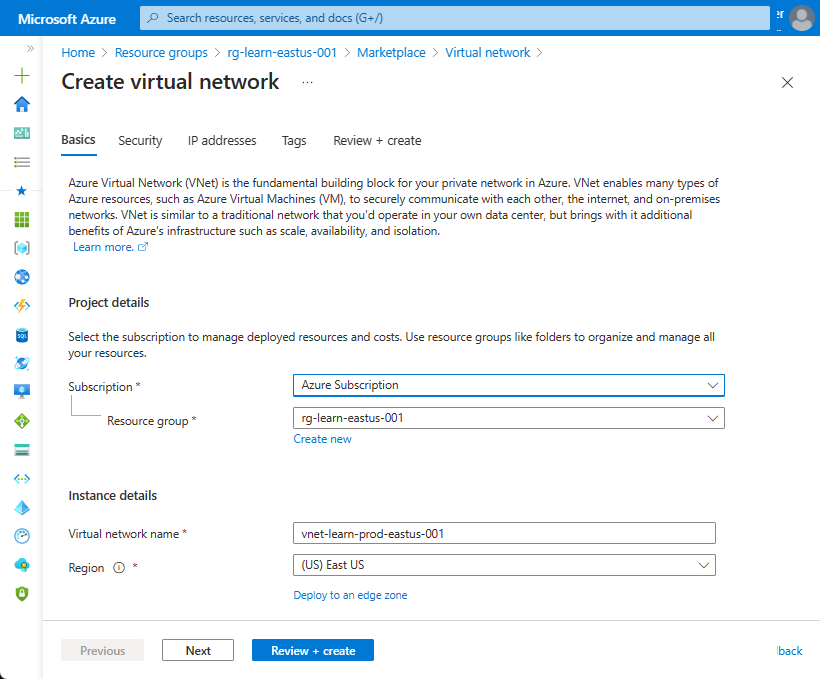 Microsoft Azure
Search resources, services, and docs (G+/)
er
Home > Resource groups > rg-learn-eastus-001 > Marketplace > Virtual network >
Create virtual network ...
Basics Security IP addresses Tags Review + create
Azure Virtual Network (VNet) is the fundamental building block for your private network in Azure. VNet enables many types of
Azure resources, such as Azure Virtual Machines (VM), to securely communicate with each other, the internet, and on-premises
networks. VNet is similar to a traditional network that you'd operate in your own data center, but brings with it additional
benefits of Azure's infrastructure such as scale, availability, and isolation.
Learn more.
Project details
Select the subscription to manage deployed resources and costs. Use resource groups like folders to organize and manage all
your resources.
Subscription * Azure Subscription
Resource group * rg-learn-eastus-001
Create new
Instance details
Virtual network name * vnet-learn-prod-eastus-001
Region * (US) East US
Deploy to an edge zone
Previous Next Review + create back